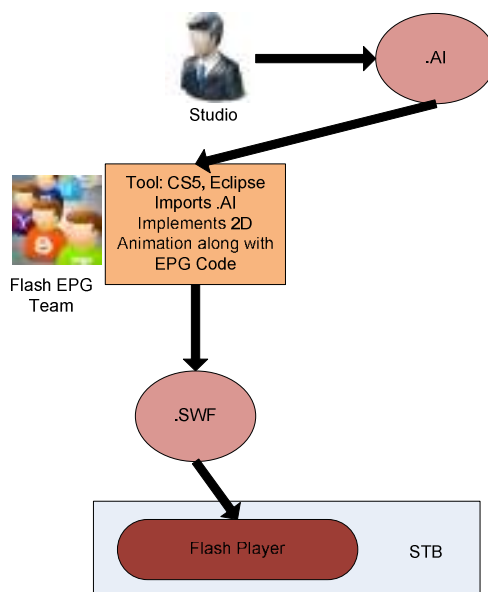 .AI
Studio
Tool: CS5, Eclipse
Imports .AI
Implements 2D
Animation along with
EPG Code
Flash EPG
Team
.SWF
Flash Player
STB